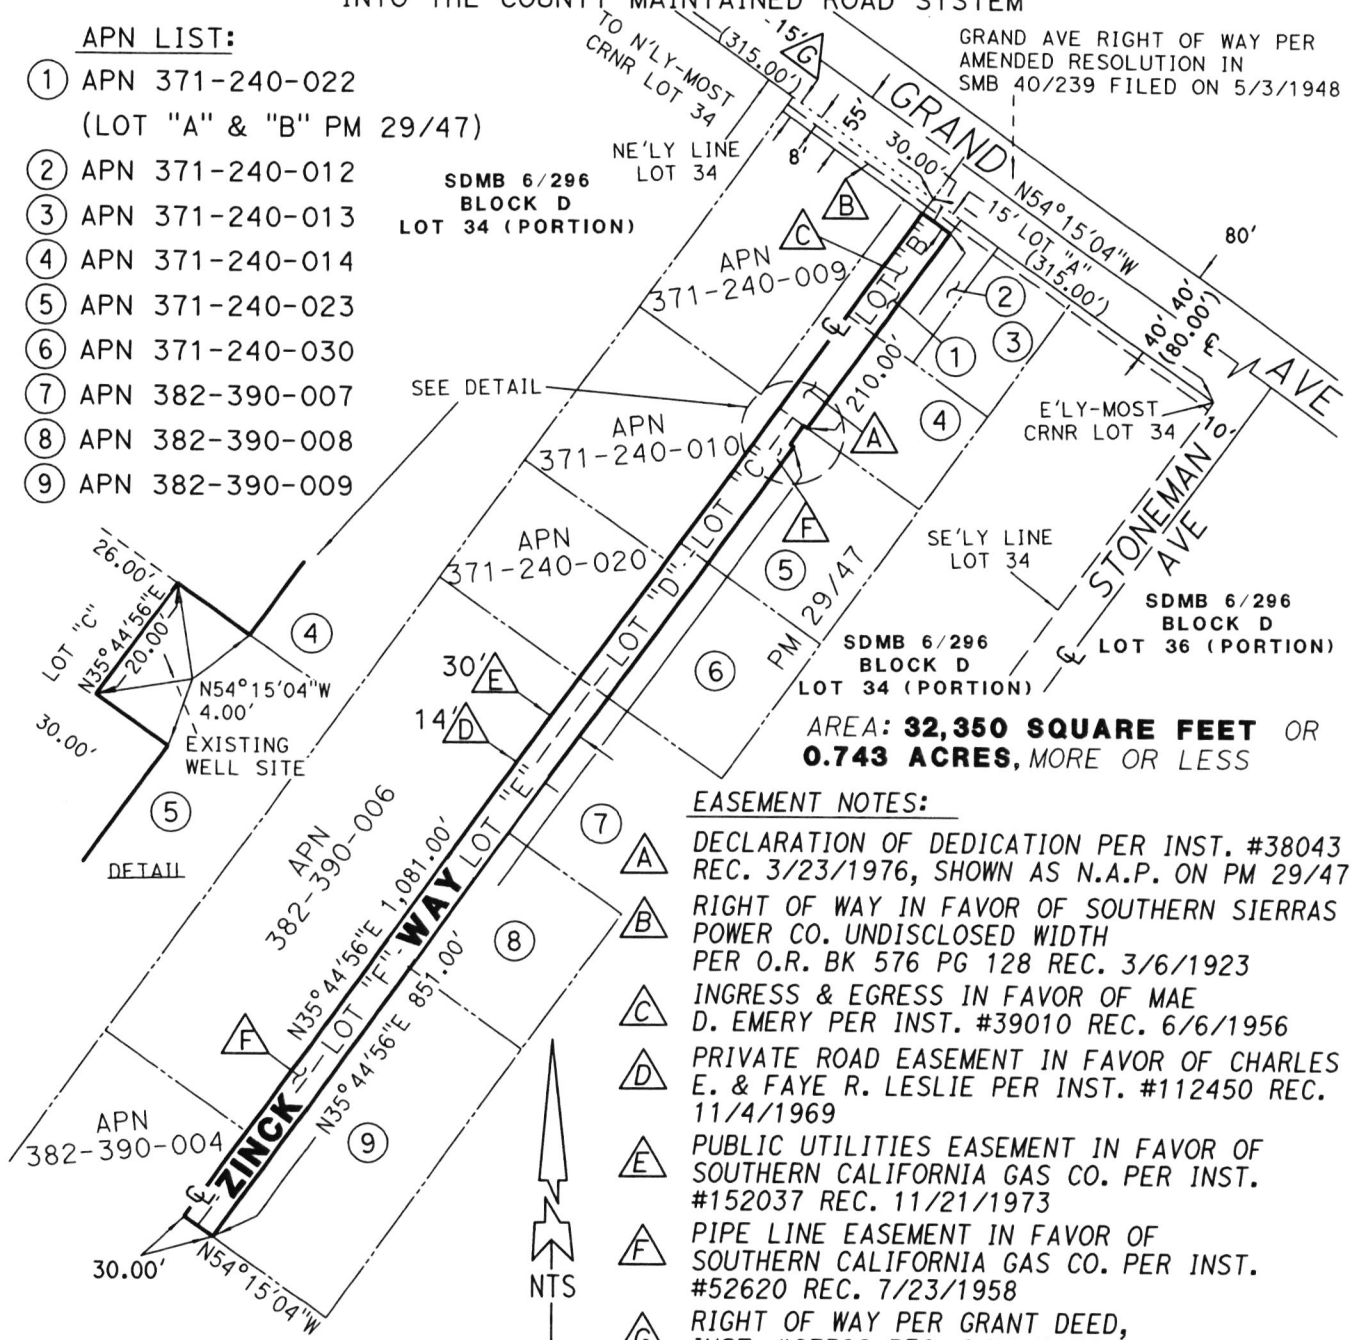 INTO THE COUNTY MAINTAINED ROAD SYSTEM
APN LIST:
1 APN 371-240-022
(LOT "A" & "B" PM 29/47)
2 APN 371-240-012
3 APN 371-240-013
4 APN 371-240-014
5 APN 371-240-023
6 APN 371-240-030
7 APN 382-390-007
8 APN 382-390-008
9 APN 382-390-009
TO N'LY-MOST
CRNR LOT 34
(315.00')
15'
G
55'
GRAND AVE RIGHT OF WAY PER
AMENDED RESOLUTION IN
SMB 40/239 FILED ON 5/3/1948
GRAND
AVE
30.00'
N54°15'04"W
15' LOT "A"
(315.00')
80'
40' 40'
(80.00')
℄
NE'LY LINE
LOT 34
8'
SDMB 6/296
BLOCK D
LOT 34 (PORTION)
B
C
LOT "B"
APN
371-240-009
℄
2
3
1
210.00'
4
A
E'LY-MOST
CRNR LOT 34
10'
STONEMAN
AVE
℄
SEE DETAIL
APN
371-240-010
LOT "C"
F
5
SE'LY LINE
LOT 34
APN
371-240-020
LOT "D"
PM 29/47
6
SDMB 6/296
BLOCK D
LOT 34 (PORTION)
SDMB 6/296
BLOCK D
LOT 36 (PORTION)
26.00'
LOT "C"
N35°44'56"E
20.00'
4
N54°15'04"W
4.00'
30.00'
EXISTING
WELL SITE
5
DETAIL
30'
E
14'
D
AREA: 32,350 SQUARE FEET OR
0.743 ACRES, MORE OR LESS
LOT "E"
7
APN
382-390-006
N35°44'56"E 1,081.00'
8
LOT "F"
N35°44'56"E 851.00'
F
ZINCK WAY
9
APN
382-390-004
℄
30.00'
N54°15'04"W
N
NTS
EASEMENT NOTES:
A DECLARATION OF DEDICATION PER INST. #38043
REC. 3/23/1976, SHOWN AS N.A.P. ON PM 29/47
B RIGHT OF WAY IN FAVOR OF SOUTHERN SIERRAS
POWER CO. UNDISCLOSED WIDTH
PER O.R. BK 576 PG 128 REC. 3/6/1923
C INGRESS & EGRESS IN FAVOR OF MAE
D. EMERY PER INST. #39010 REC. 6/6/1956
D PRIVATE ROAD EASEMENT IN FAVOR OF CHARLES
E. & FAYE R. LESLIE PER INST. #112450 REC.
11/4/1969
E PUBLIC UTILITIES EASEMENT IN FAVOR OF
SOUTHERN CALIFORNIA GAS CO. PER INST.
#152037 REC. 11/21/1973
F PIPE LINE EASEMENT IN FAVOR OF
SOUTHERN CALIFORNIA GAS CO. PER INST.
#52620 REC. 7/23/1958
G RIGHT OF WAY PER GRANT DEED,